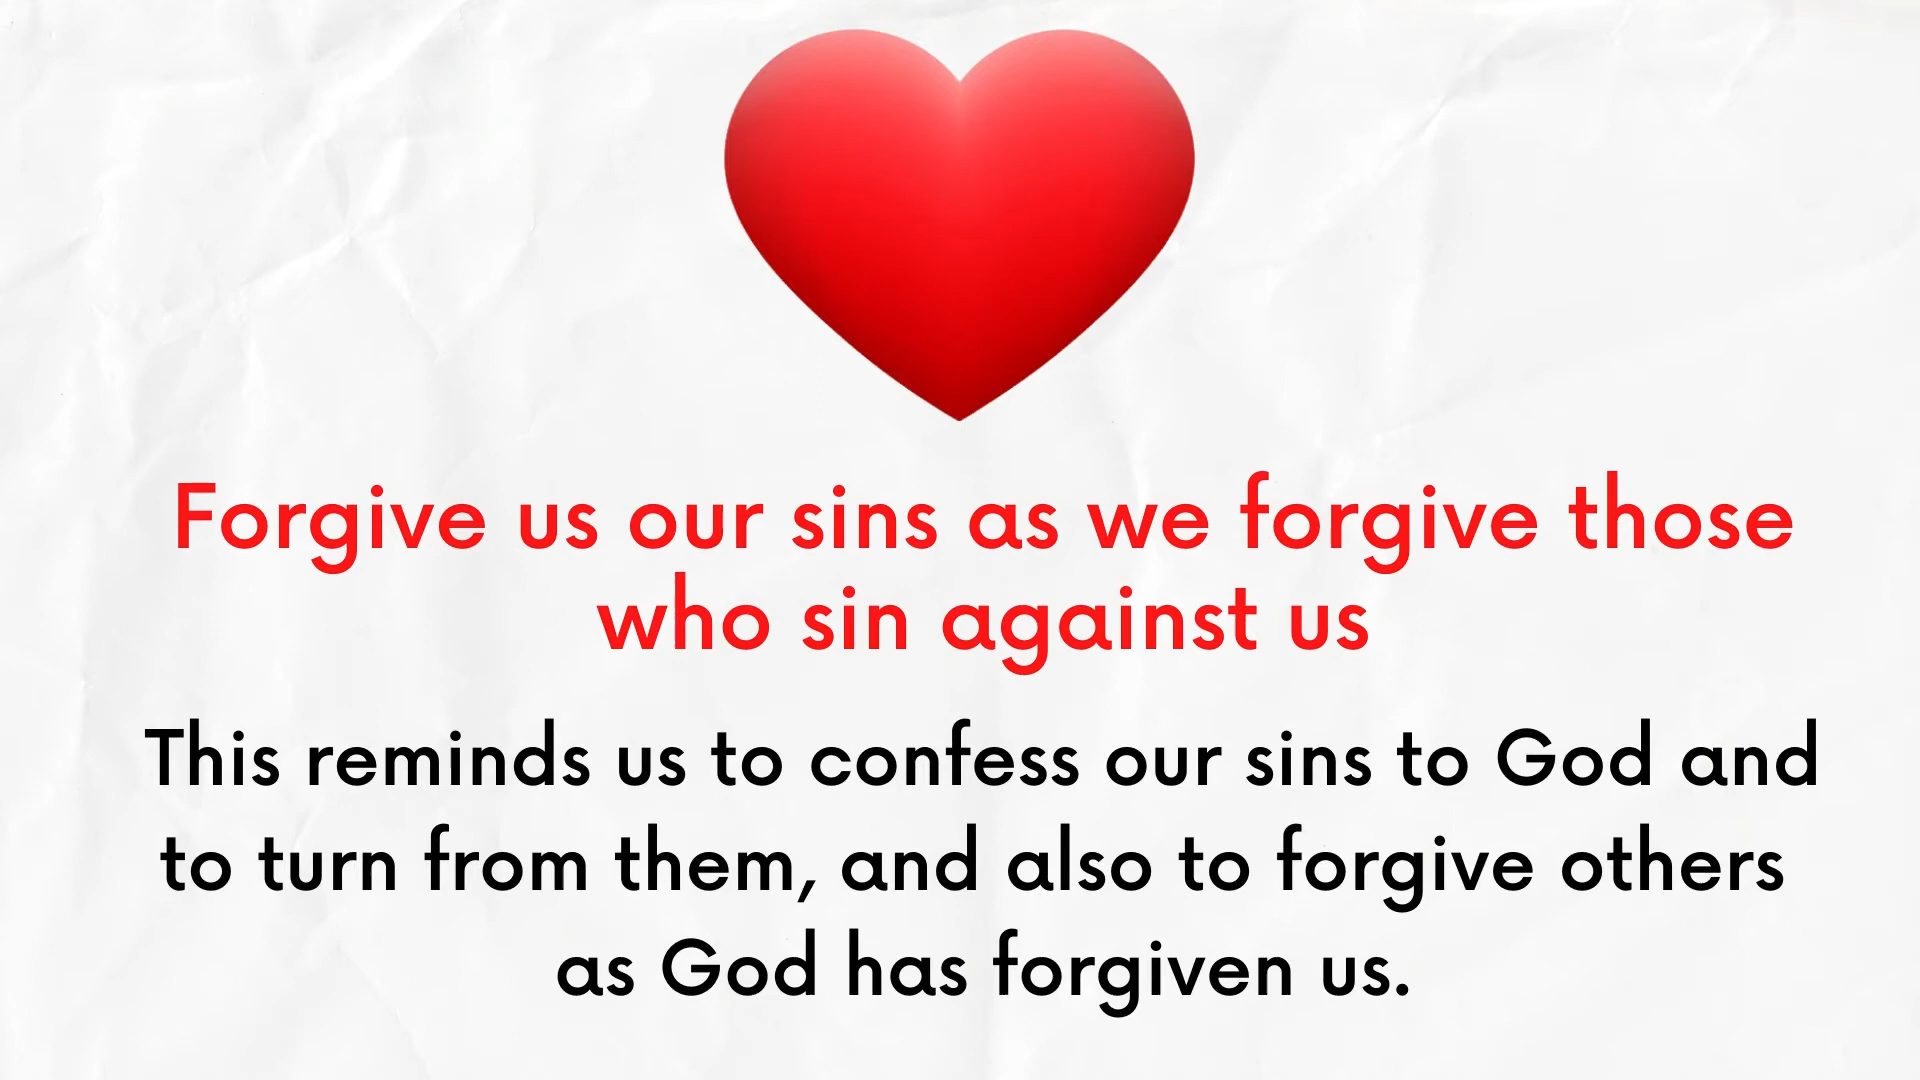 Forgive us our sins as we forgive those
who sin against us
This reminds us to confess our sins to God and
to turn from them, and also to forgive others
as God has forgiven us.